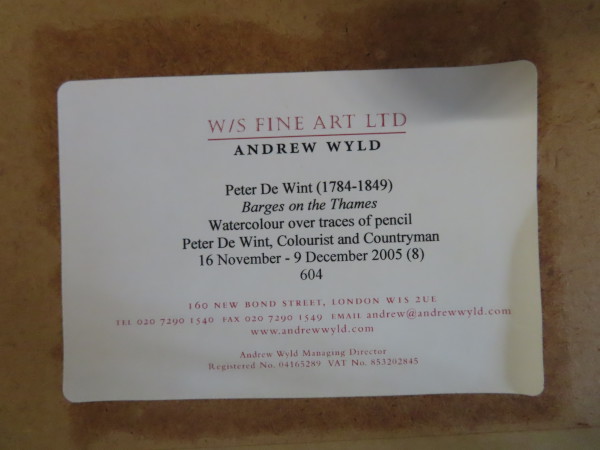 W/S FINE ART LTD
ANDREW WYLD
Peter De Wint (1784-1849)
Barges on the Thames
Watercolour over traces of pencil
Peter De Wint, Colourist and Countryman
16 November - 9 December 2005 (8)
604
160 NEW BOND STREET, LONDON W1S 2UE
TEL 020 7290 1540 FAX 020 7290 1549 EMAIL andrew@andrewwyld.com
www.andrewwyld.com
Andrew Wyld Managing Director
Registered No. 04165289 VAT No. 853202845